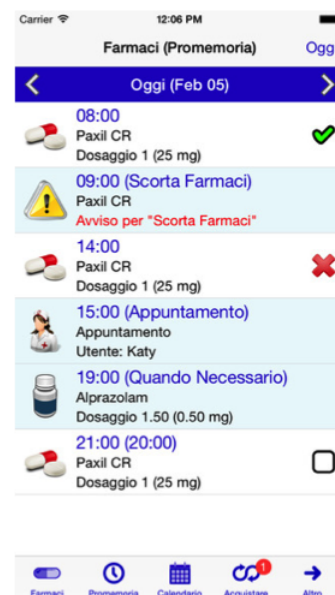 Carrier 12:06 PM
Farmaci (Promemoria) Oggi
Oggi (Feb 05)
08:00
Paxil CR
Dosaggio 1 (25 mg)
09:00 (Scorta Farmaci)
Paxil CR
Avviso per "Scorta Farmaci"
14:00
Paxil CR
Dosaggio 1 (25 mg)
15:00 (Appuntamento)
Appuntamento
Utente: Katy
19:00 (Quando Necessario)
Alprazolam
Dosaggio 1.50 (0.50 mg)
21:00 (20:00)
Paxil CR
Dosaggio 1 (25 mg)
1
Farmaci Promemoria Calendario Acquistare Altro